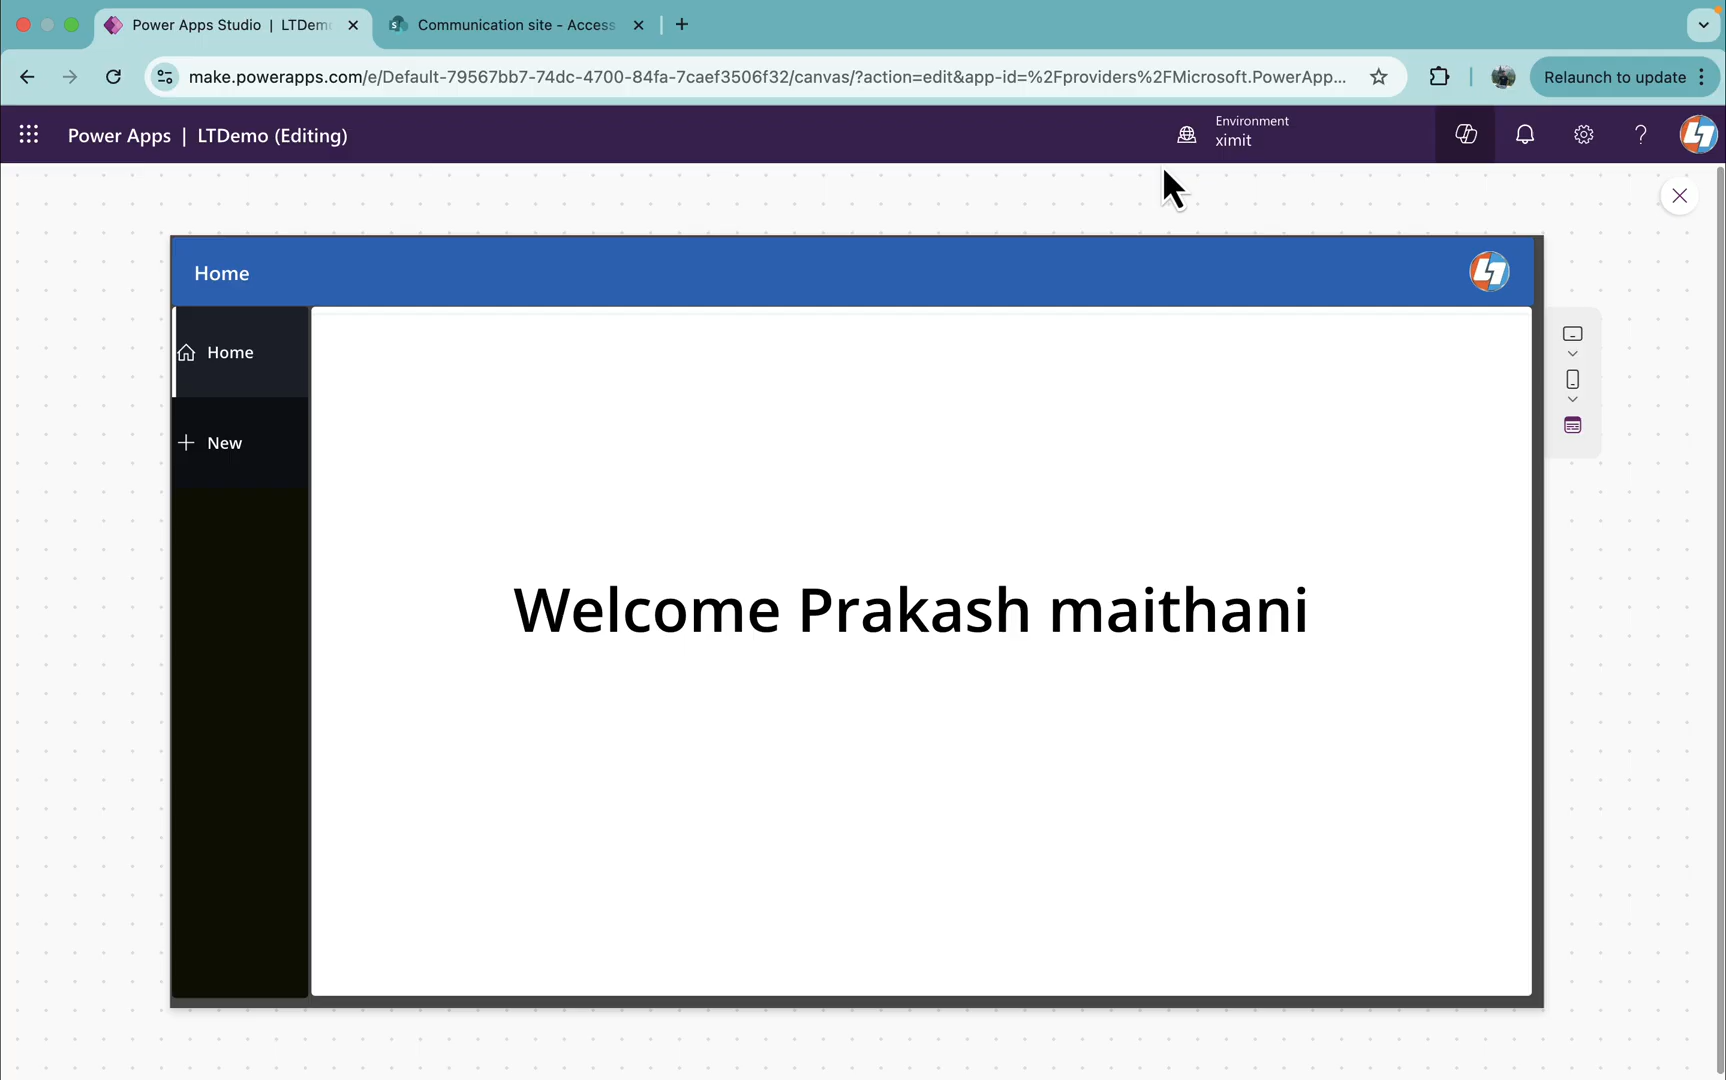 Power Apps Studio | LTDem
Communication site - Access
make.powerapps.com/e/Default-79567bb7-74dc-4700-84fa-7caef3506f32/canvas/?action=edit&app-id=%2Fproviders%2FMicrosoft.PowerApp...
Relaunch to update
Power Apps | LTDemo (Editing)
Environment
ximit
Home
Home
New
Welcome Prakash maithani